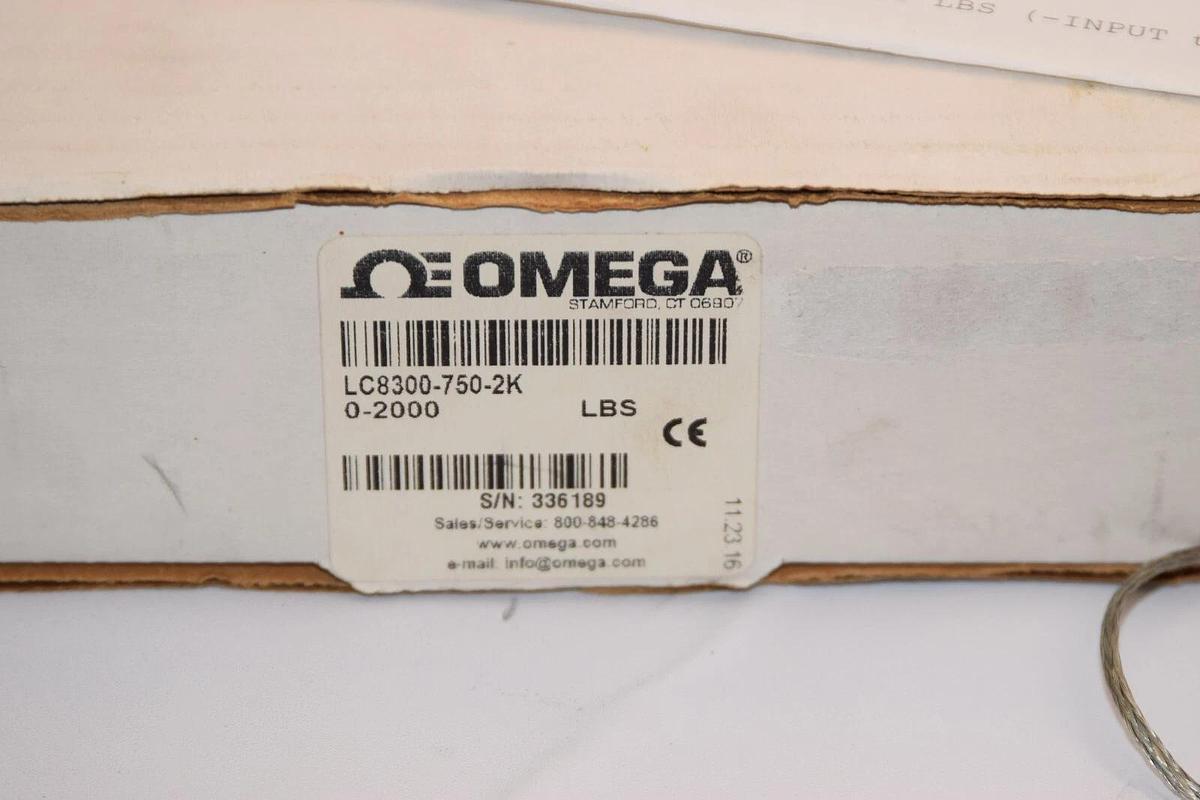 LBS (-INPUT
ΩE OMEGA®
STAMFORD, CT 06907
LC8300-750-2K
0-2000 LBS
CE
S/N: 336189
Sales/Service: 800-848-4286
www.omega.com
e-mail: info@omega.com
11.23.16